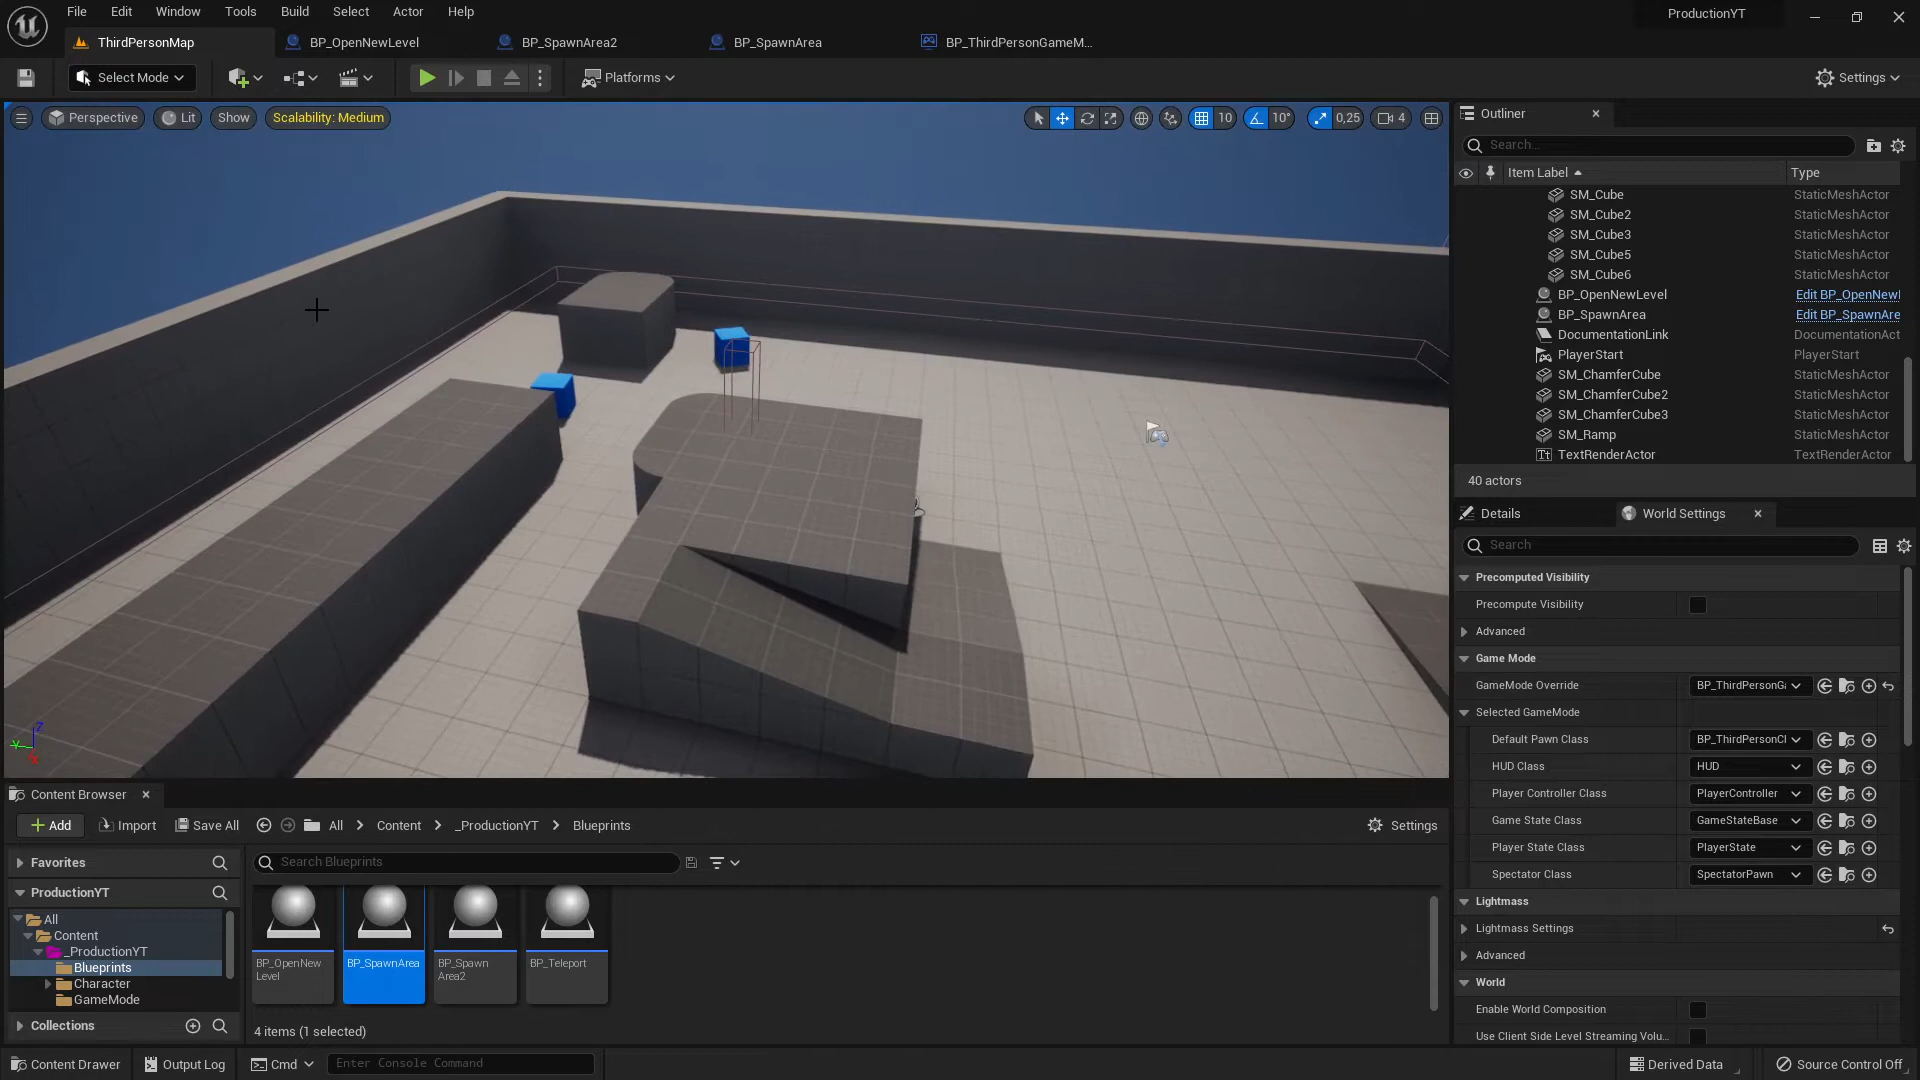 File Edit Window Tools Build Select Actor Help
ProductionYT
ThirdPersonMap BP_OpenNewLevel BP_SpawnArea2 BP_SpawnArea BP_ThirdPersonGameM...
Select Mode Platforms Settings
Perspective Lit Show Scalability: Medium 10 10° 0,25 4
Outliner
Search...
Item Label Type
SM_Cube StaticMeshActor
SM_Cube2 StaticMeshActor
SM_Cube3 StaticMeshActor
SM_Cube5 StaticMeshActor
SM_Cube6 StaticMeshActor
BP_OpenNewLevel Edit BP_OpenNewl
BP_SpawnArea Edit BP_SpawnAre
DocumentationLink DocumentationAct
PlayerStart PlayerStart
SM_ChamferCube StaticMeshActor
SM_ChamferCube2 StaticMeshActor
SM_ChamferCube3 StaticMeshActor
SM_Ramp StaticMeshActor
TextRenderActor TextRenderActor
40 actors
Details World Settings
Search
Precomputed Visibility
Precompute Visibility
Advanced
Game Mode
GameMode Override BP_ThirdPersonGa
Selected GameMode
Default Pawn Class BP_ThirdPersonCl
HUD Class HUD
Player Controller Class PlayerController
Game State Class GameStateBase
Player State Class PlayerState
Spectator Class SpectatorPawn
Lightmass
Lightmass Settings
Advanced
World
Enable World Composition
Use Client Side Level Streaming Volu...
Z
Y
X
Content Browser
Add Import Save All All Content _ProductionYT Blueprints Settings
Favorites
Search Blueprints
ProductionYT
All
Content
_ProductionYT
Blueprints
Character
GameMode
Collections
BP_OpenNew
Level
BP_SpawnArea
BP_Spawn
Area2
BP_Teleport
4 items (1 selected)
Content Drawer Output Log Cmd Enter Console Command Derived Data Source Control Off